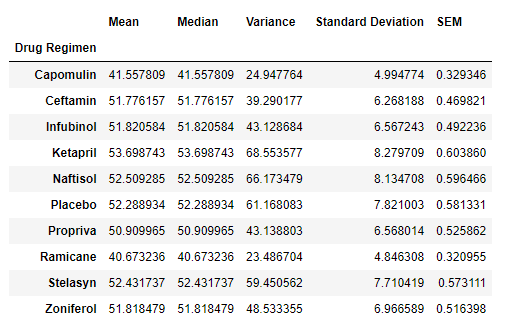 Mean Median Variance Standard Deviation SEM
Drug Regimen
Capomulin 41.557809 41.557809 24.947764 4.994774 0.329346
Ceftamin 51.776157 51.776157 39.290177 6.268188 0.469821
Infubinol 51.820584 51.820584 43.128684 6.567243 0.492236
Ketapril 53.698743 53.698743 68.553577 8.279709 0.603860
Naftisol 52.509285 52.509285 66.173479 8.134708 0.596466
Placebo 52.288934 52.288934 61.168083 7.821003 0.581331
Propriva 50.909965 50.909965 43.138803 6.568014 0.525862
Ramicane 40.673236 40.673236 23.486704 4.846308 0.320955
Stelasyn 52.431737 52.431737 59.450562 7.710419 0.573111
Zoniferol 51.818479 51.818479 48.533355 6.966589 0.516398